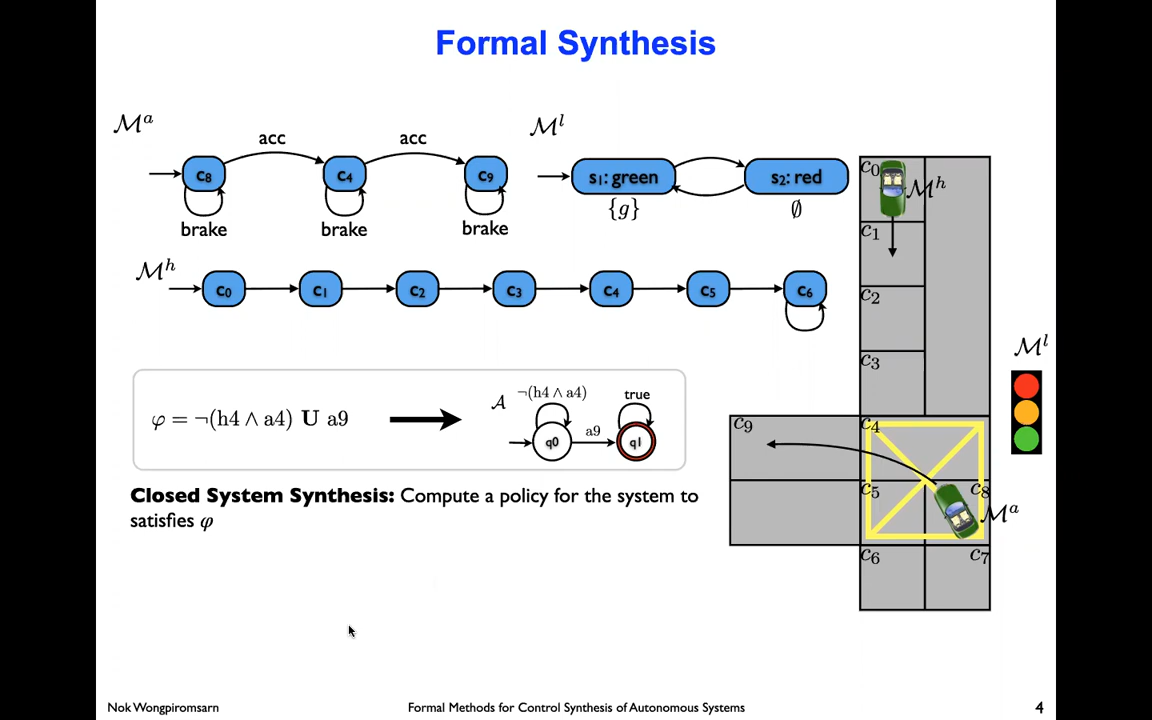 Formal Synthesis
ℳᵃ
acc
acc
c₈
c₄
c₉
brake
brake
brake
ℳˡ
s₁: green
s₂: red
{g}
∅
ℳʰ
c₀
c₁
c₂
c₃
c₄
c₅
c₆
φ = ¬(h4 ∧ a4) U a9
𝒜
¬(h4 ∧ a4)
true
q0
a9
q1
Closed System Synthesis: Compute a policy for the system to
satisfies φ
c₀
ℳʰ
c₁
c₂
c₃
ℳˡ
c₉
c₄
c₅
c₈
ℳᵃ
c₆
c₇
Nok Wongpiromsarn
Formal Methods for Control Synthesis of Autonomous Systems
4